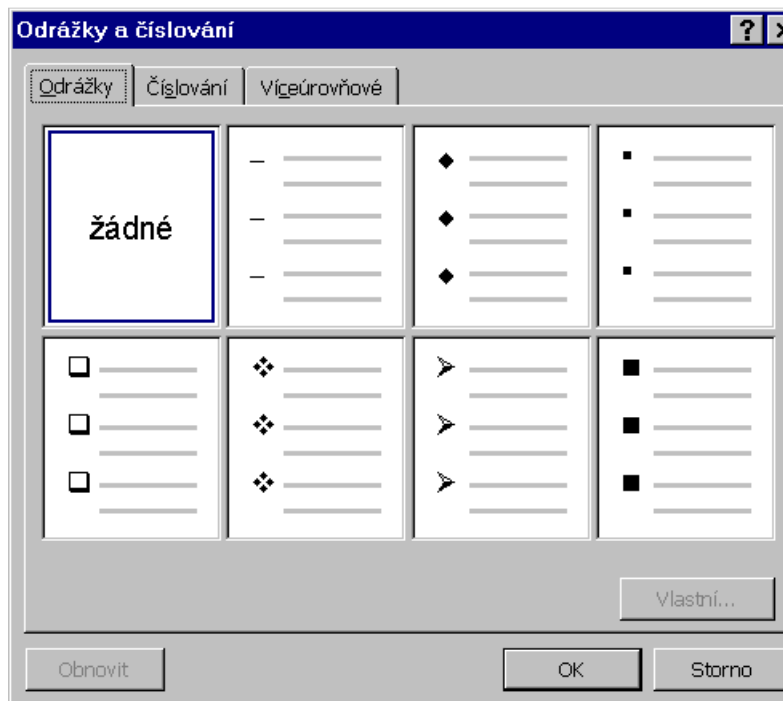 Odrážky a číslování
Odrážky Číslování Víceúrovňové
žádné
Vlastní...
Obnovit OK Storno